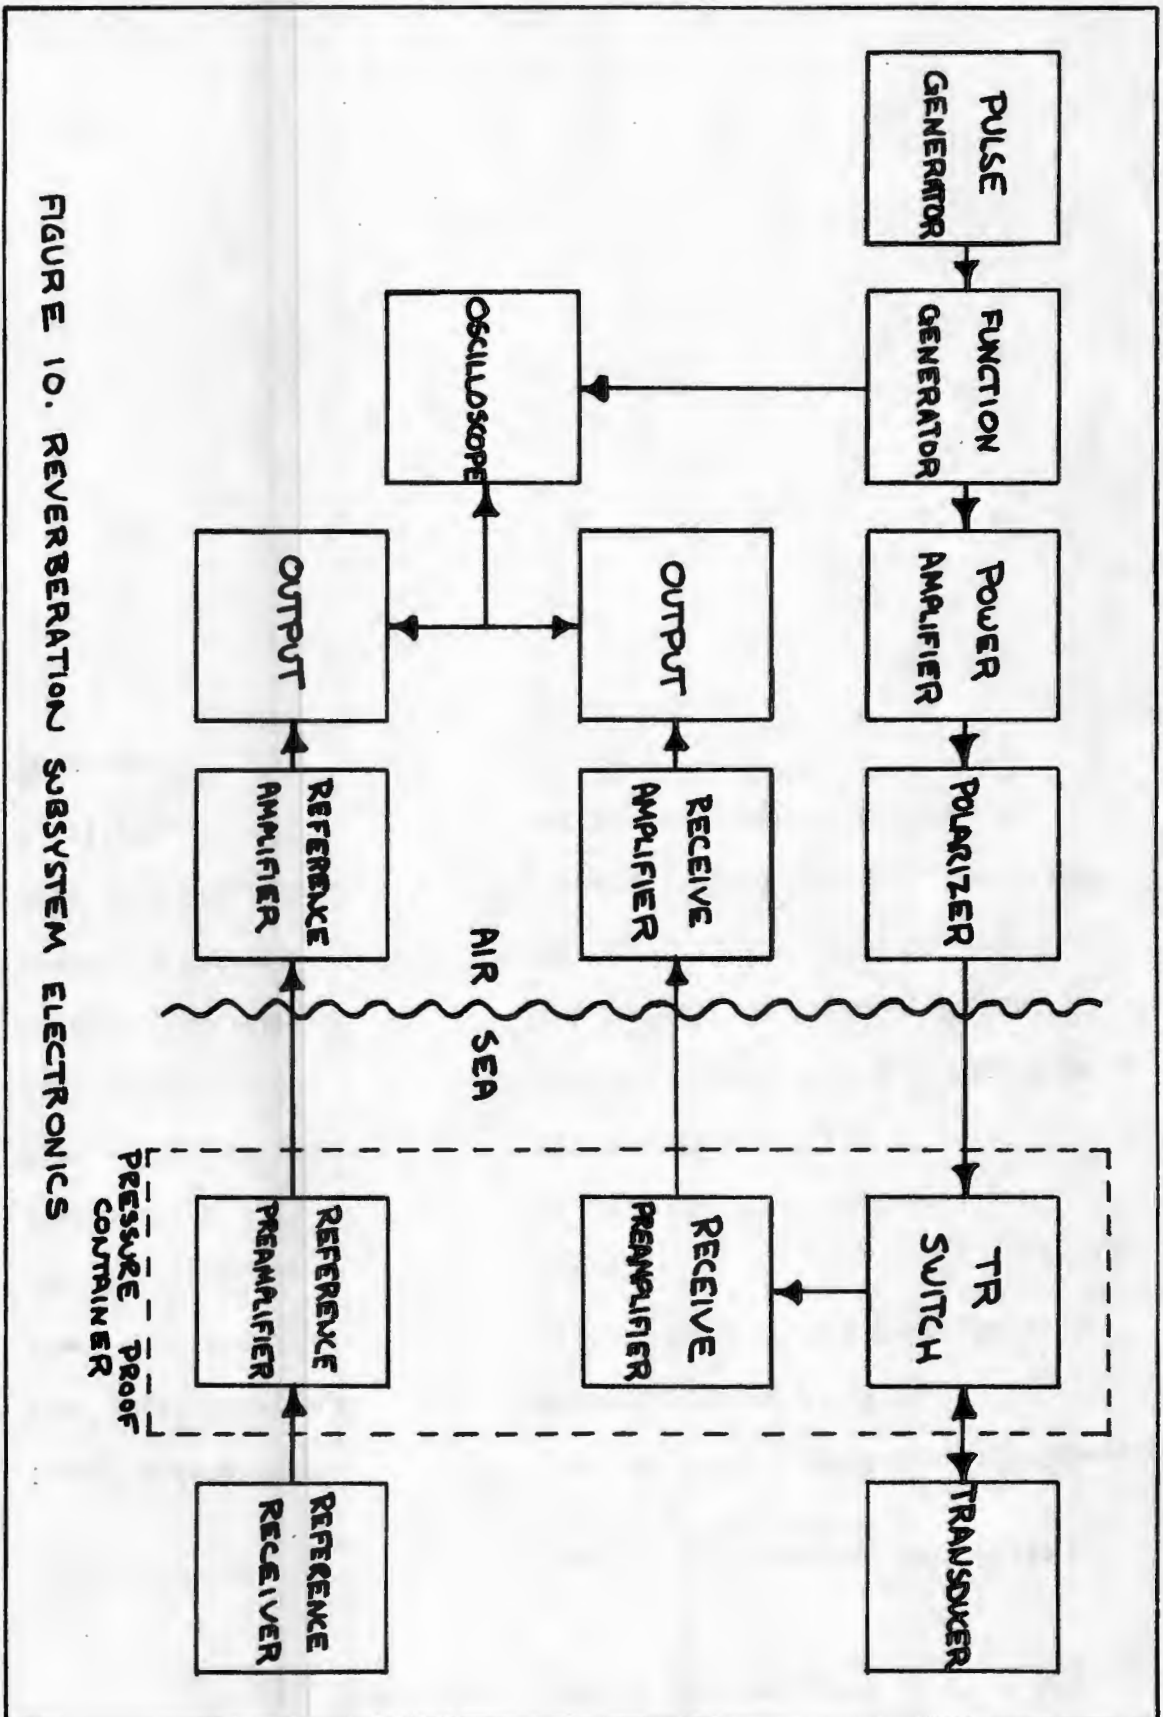 PULSE
GENERATOR
FUNCTION
GENERATOR
POWER
AMPLIFIER
POLARIZER
TR
SWITCH
TRANSDUCER
OSCILLOSCOPE
OUTPUT
RECEIVE
AMPLIFIER
RECEIVE
PREAMPLIFIER
AIR
SEA
OUTPUT
REFERENCE
AMPLIFIER
REFERENCE
PREAMPLIFIER
REFERENCE
RECEIVER
PRESSURE PROOF
CONTAINER
FIGURE 10. REVERBERATION SUBSYSTEM ELECTRONICS